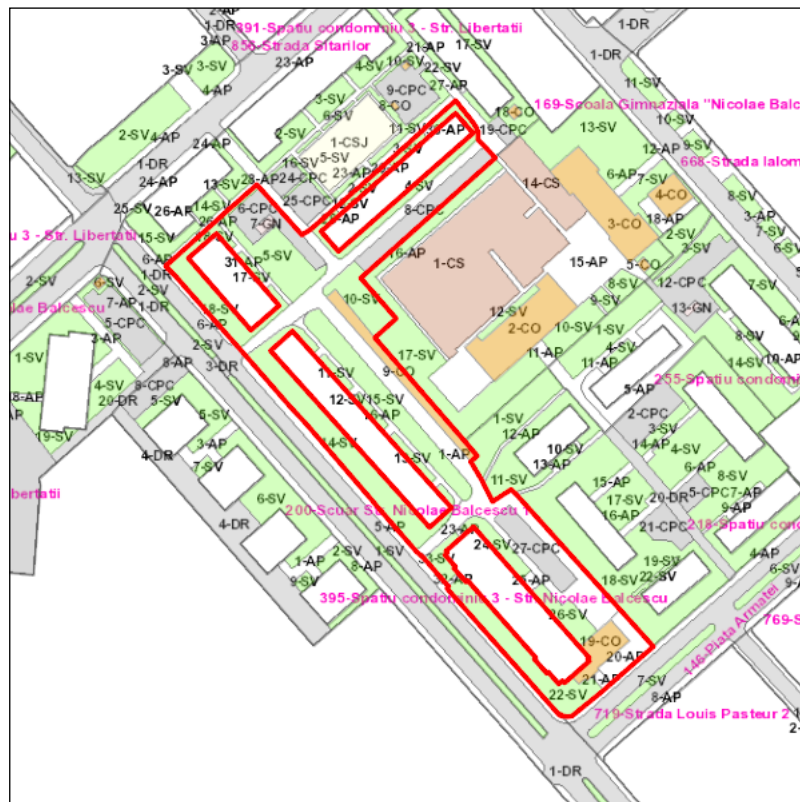 2-AP
1-DR
3-AP
391-Spatiu condominiu 3 - Str. Libertatii
856-Strada Sitarilor
21-AP
17-SV
1-DR
3-SV
3-SV
4-AP
23-AP
4-SV
10-SV
22-SV
27-AP
9-CPC
8-CO
11-SV
3-SV
6-SV
2-SV
4-AP
24-AP
1-CSJ
5-SV
23-AP
16-SV
24-CPC
25-CPC
28-AP
18-CO
19-CPC
169-Scoala Gimnaziala "Nicolae Balc
13-SV
11-SV
10-SV
12-AP
9-SV
668-Strada Ialom
14-CS
6-AP
7-SV
4-CO
3-CO
18-AP
2-SV
3-SV
5-CO
15-AP
8-SV
3-AP
7-SV
6-SV
13-SV
1-DR
24-AP
25-SV
26-AP
13-SV
14-SV
26-AP
6-CPC
7-GN
5-SV
8-CPC
u 3 - Str. Libertatii
15-SV
6-AP
1-DR
17-SV
18-SV
16-AP
1-CS
2-SV
6-SV
2-SV
7-AP
1-DR
5-CPC
3-AP
olae Balcescu
6-AP
2-SV
3-DR
10-SV
12-SV
2-CO
8-SV
9-SV
12-CPC
13-GN
7-SV
8-SV
10-AP
14-SV
1-SV
4-SV
8-CPC
20-DR
8-AP
5-SV
5-SV
3-AP
7-SV
4-DR
19-SV
17-SV
9-CO
12-SV
15-SV
16-AP
14-SV
13-SV
1-AP
10-SV
1-SV
11-AP
4-SV
11-AP
5-AP
255-Spatiu condomi
2-CPC
3-SV
14-AP
4-SV
6-AP
8-SV
1-SV
12-AP
10-SV
13-AP
11-SV
15-AP
17-SV
16-AP
20-DR
5-CPC
7-AP
9-AP
21-CPC
218-Spatiu cond
ibertatii
6-SV
4-DR
200-Scuar Str. Nicolae Balcescu 1
5-AP
23-AP
24-SV
27-CPC
1-AP
2-SV
1-SV
8-AP
9-SV
25-AP
395-Spatiu condominiu 3 - Str. Nicolae Balcescu
26-SV
18-SV
19-SV
22-SV
4-AP
6-SV
146-Piata Armatei
769-S
19-CO
20-AP
21-AP
22-SV
7-SV
8-AP
719-Strada Louis Pasteur 2
1-DR